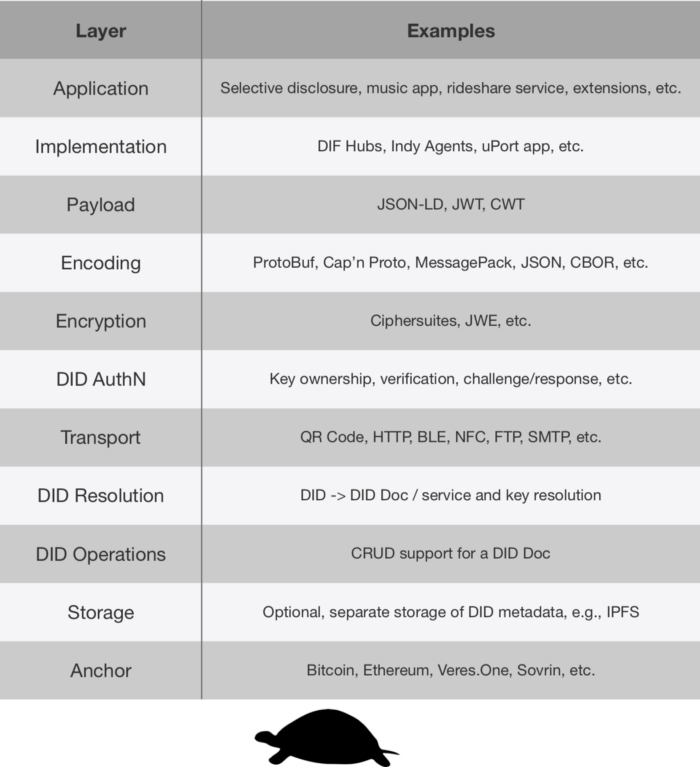 Layer Examples
Application Selective disclosure, music app, rideshare service, extensions, etc.
Implementation DIF Hubs, Indy Agents, uPort app, etc.
Payload JSON-LD, JWT, CWT
Encoding ProtoBuf, Cap’n Proto, MessagePack, JSON, CBOR, etc.
Encryption Ciphersuites, JWE, etc.
DID AuthN Key ownership, verification, challenge/response, etc.
Transport QR Code, HTTP, BLE, NFC, FTP, SMTP, etc.
DID Resolution DID -> DID Doc / service and key resolution
DID Operations CRUD support for a DID Doc
Storage Optional, separate storage of DID metadata, e.g., IPFS
Anchor Bitcoin, Ethereum, Veres.One, Sovrin, etc.